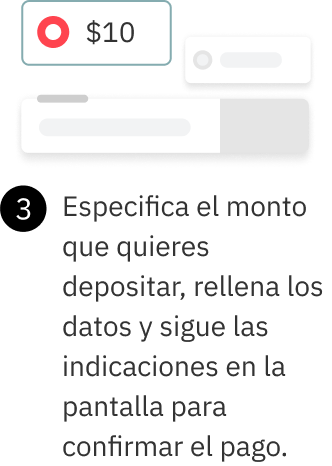 $10
3
Especifica el monto
que quieres
depositar, rellena los
datos y sigue las
indicaciones en la
pantalla para
confirmar el pago.